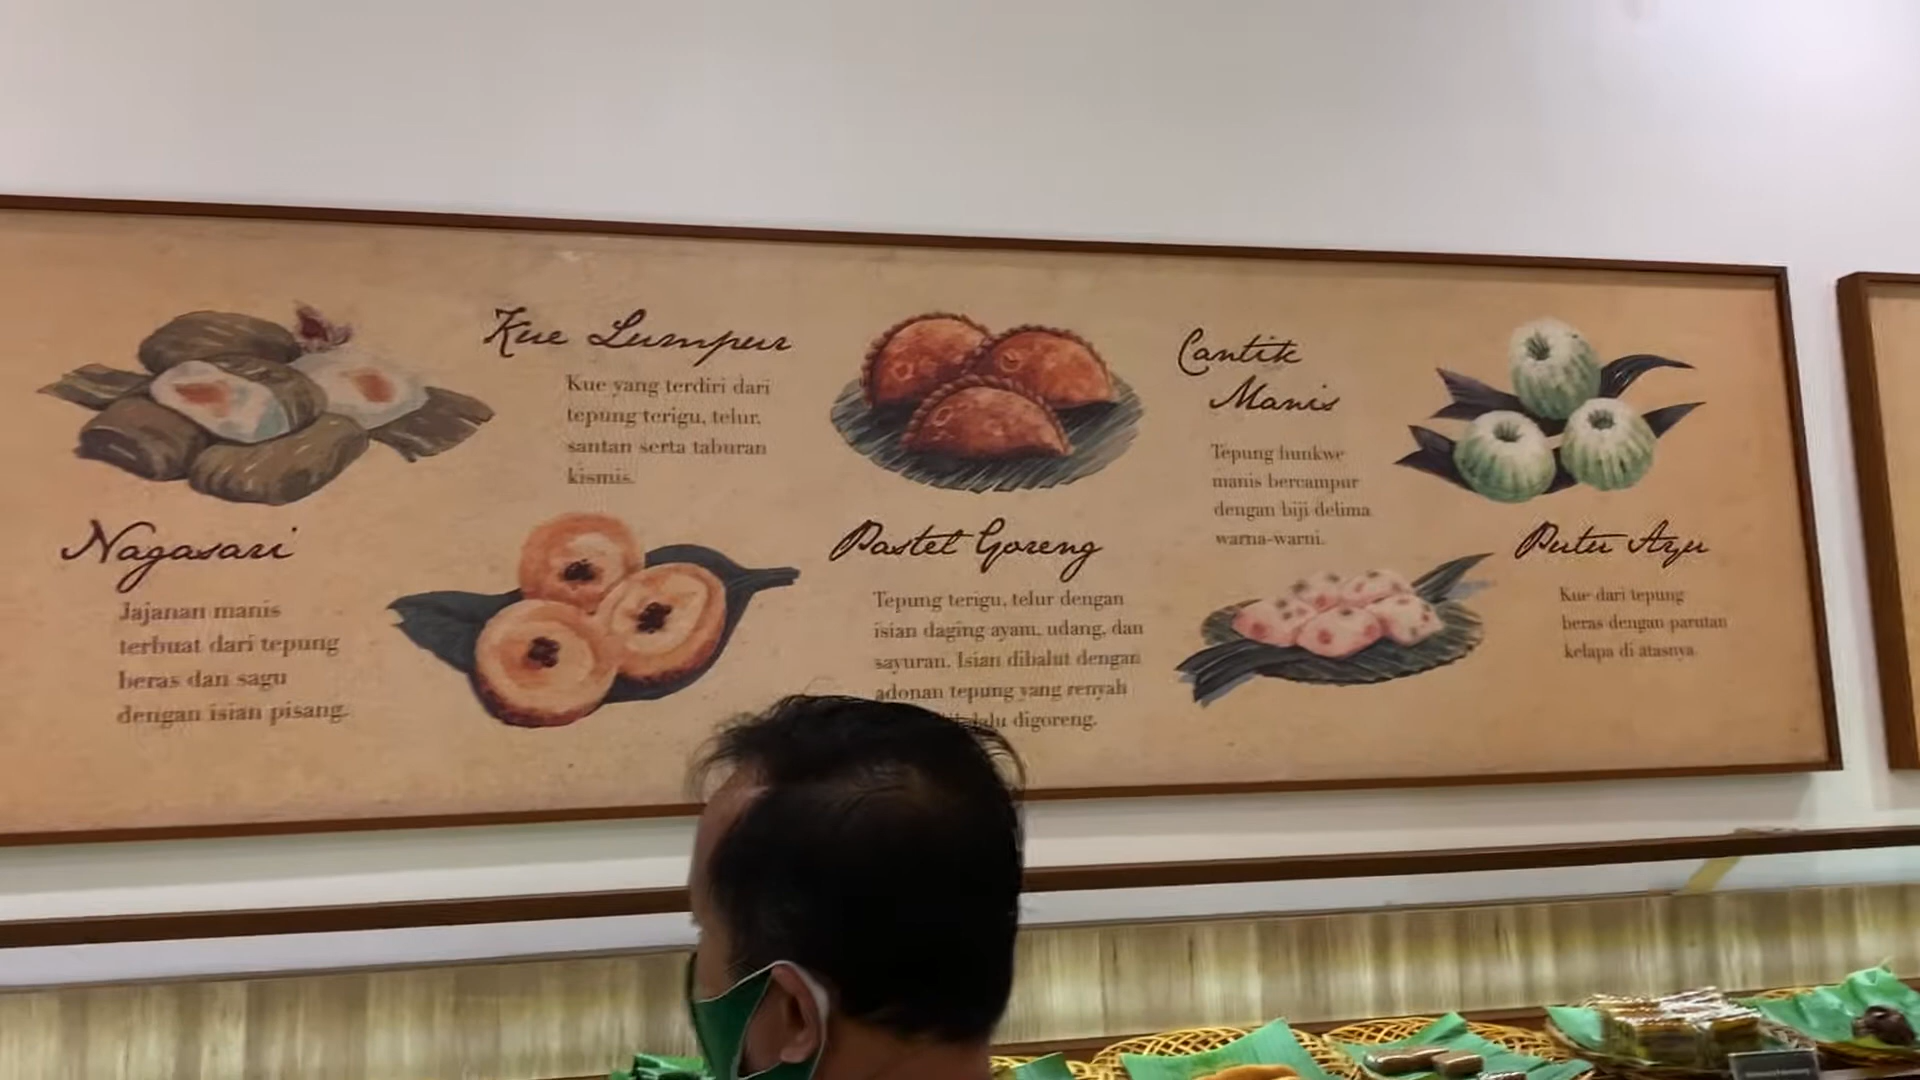 Nagasari
Jajanan manis
terbuat dari tepung
beras dan sagu
dengan isian pisang.
Kue Lumpur
Kue yang terdiri dari
tepung terigu, telur,
santan serta taburan
kismis.
Pastel Goreng
Tepung terigu, telur dengan
isian daging ayam, udang, dan
sayuran. Isian dibalut dengan
adonan tepung yang renyah
lalu digoreng.
Cantik
Manis
Tepung hunkwe
manis bercampur
dengan biji delima
warna-warni.
Putu Ayu
Kue dari tepung
beras dengan parutan
kelapa di atasnya.